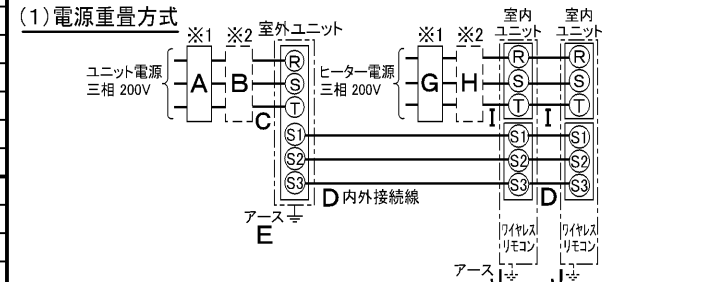 (1)電源重畳方式
※1 ※2 室外ユニット
ユニット電源
三相 200V
A B
R
S
T
C
S1
S2
S3
D 内外接続線
アース
E
※1 ※2
ヒーター電源
三相 200V
G H
室内
ユニット
室内
ユニット
R R
S S
T T
I I
S1 S1
S2 S2
S3 S3
D
ワイヤレス
リモコン
ワイヤレス
リモコン
アース
J J